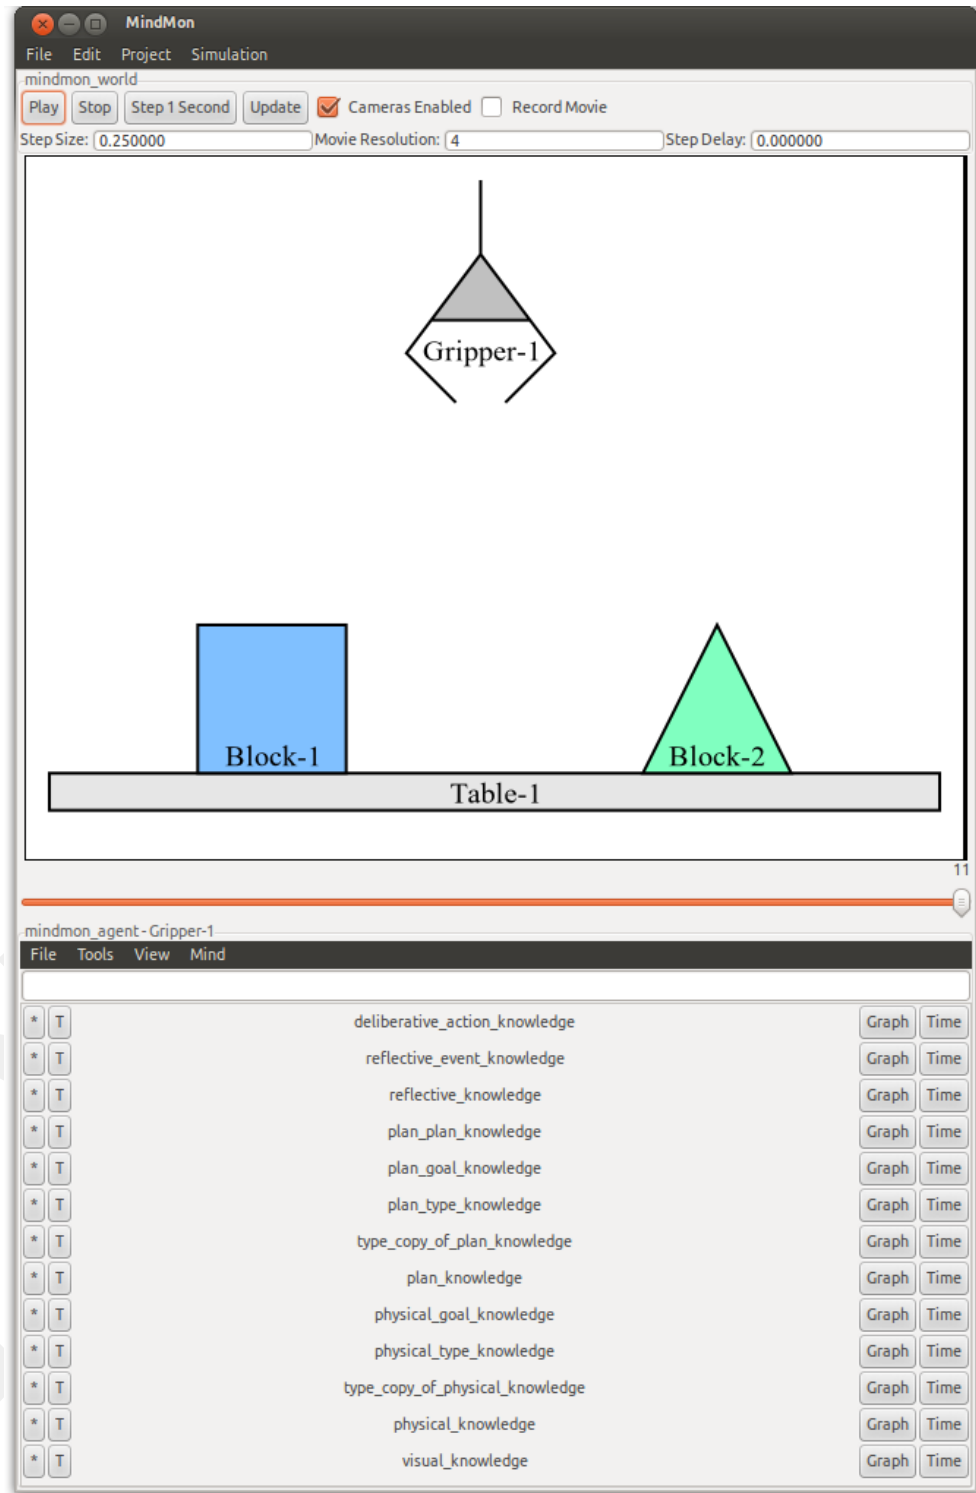 MindMon
File Edit Project Simulation
mindmon_world
Play Stop Step 1 Second Update Cameras Enabled Record Movie
Step Size: 0.250000 Movie Resolution: 4 Step Delay: 0.000000
Gripper-1
Block-1 Block-2
Table-1
11
mindmon_agent - Gripper-1
File Tools View Mind
* T deliberative_action_knowledge Graph Time
* T reflective_event_knowledge Graph Time
* T reflective_knowledge Graph Time
* T plan_plan_knowledge Graph Time
* T plan_goal_knowledge Graph Time
* T plan_type_knowledge Graph Time
* T type_copy_of_plan_knowledge Graph Time
* T plan_knowledge Graph Time
* T physical_goal_knowledge Graph Time
* T physical_type_knowledge Graph Time
* T type_copy_of_physical_knowledge Graph Time
* T physical_knowledge Graph Time
* T visual_knowledge Graph Time